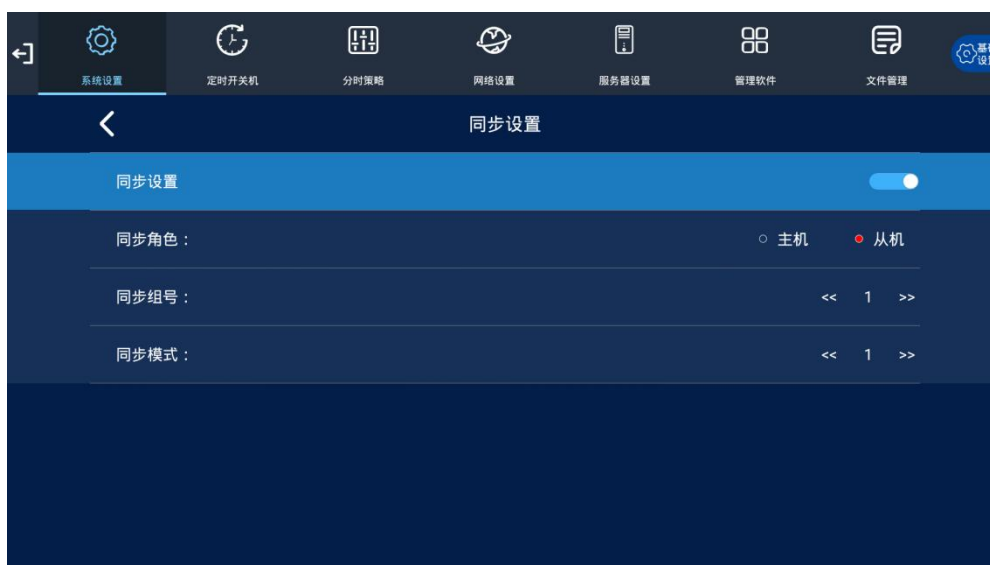 系统设置
定时开关机
分时策略
网络设置
服务器设置
管理软件
文件管理
同步设置
同步设置
同步角色：
主机
从机
同步组号：
<< 1 >>
同步模式：
<< 1 >>